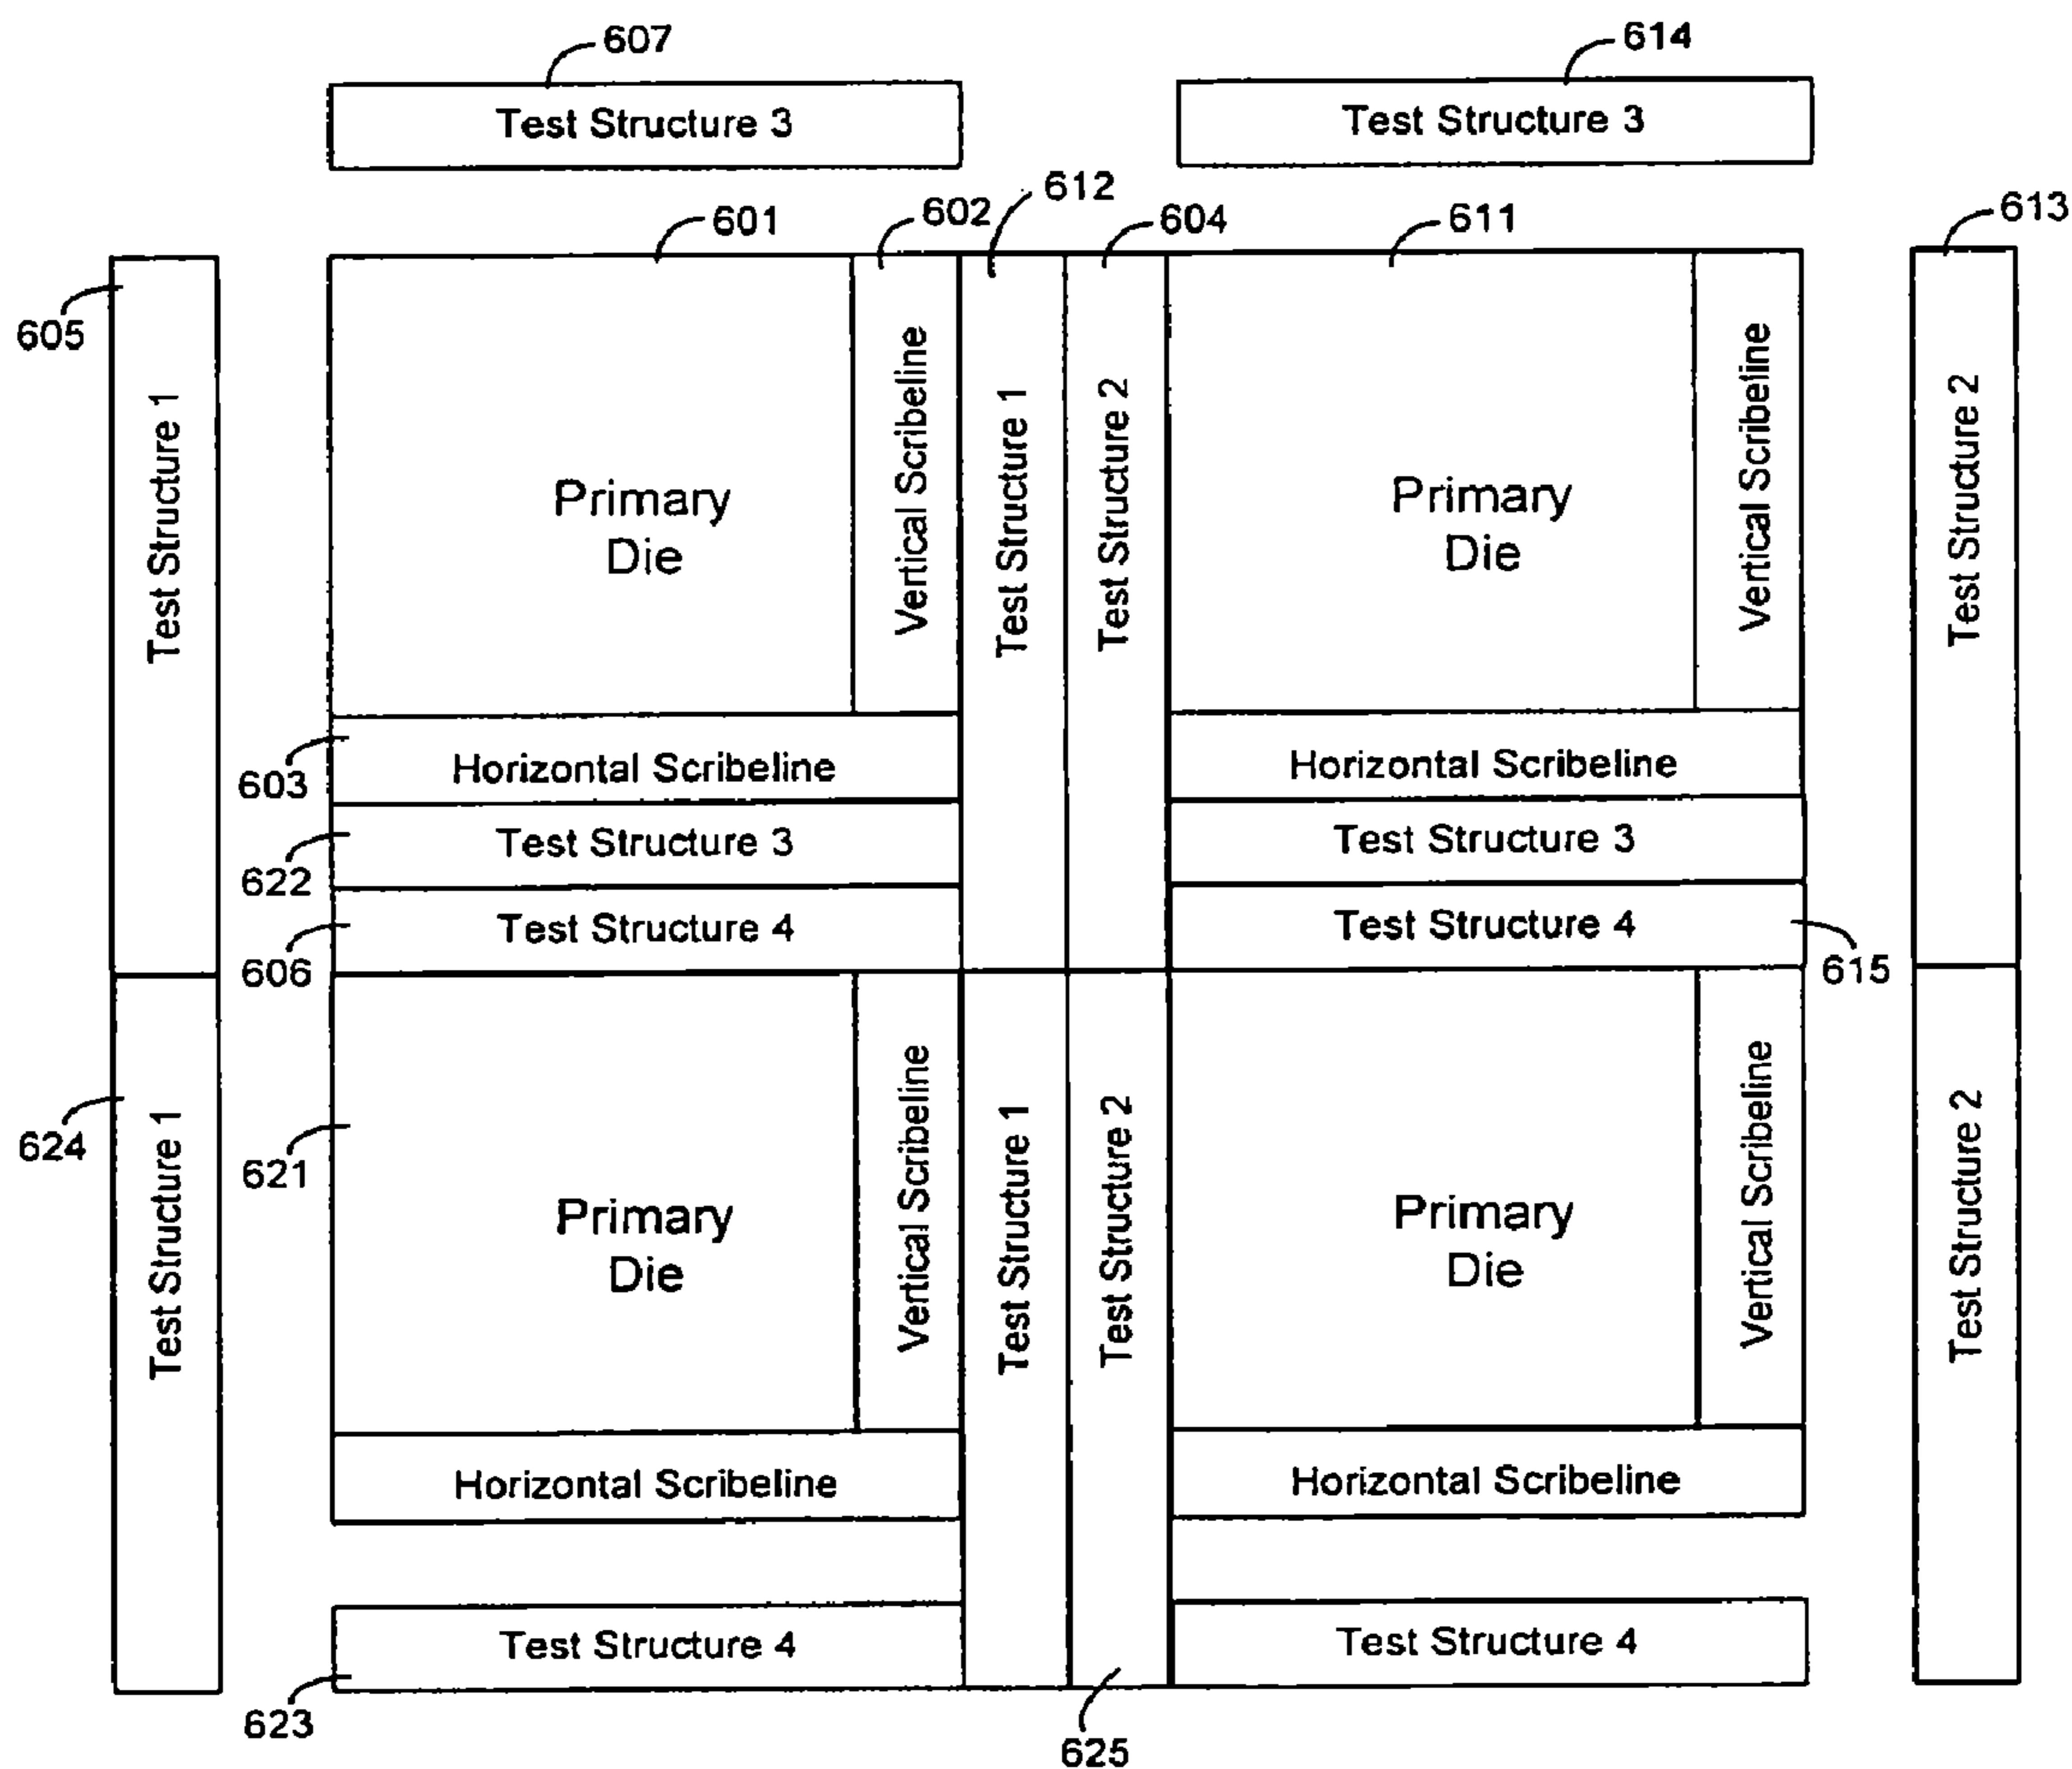 607
614
Test Structure 3
Test Structure 3
612
601
602
604
611
613
605
Test Structure 1
Primary
Die
Vertical Scribeline
Test Structure 1
Test Structure 2
Primary
Die
Vertical Scribeline
Test Structure 2
603
Horizontal Scribeline
Horizontal Scribeline
622
Test Structure 3
Test Structure 3
606
Test Structure 4
Test Structure 4
615
624
Test Structure 1
621
Primary
Die
Vertical Scribeline
Test Structure 1
Test Structure 2
Primary
Die
Vertical Scribeline
Test Structure 2
Horizontal Scribeline
Horizontal Scribeline
Test Structure 4
Test Structure 4
623
625